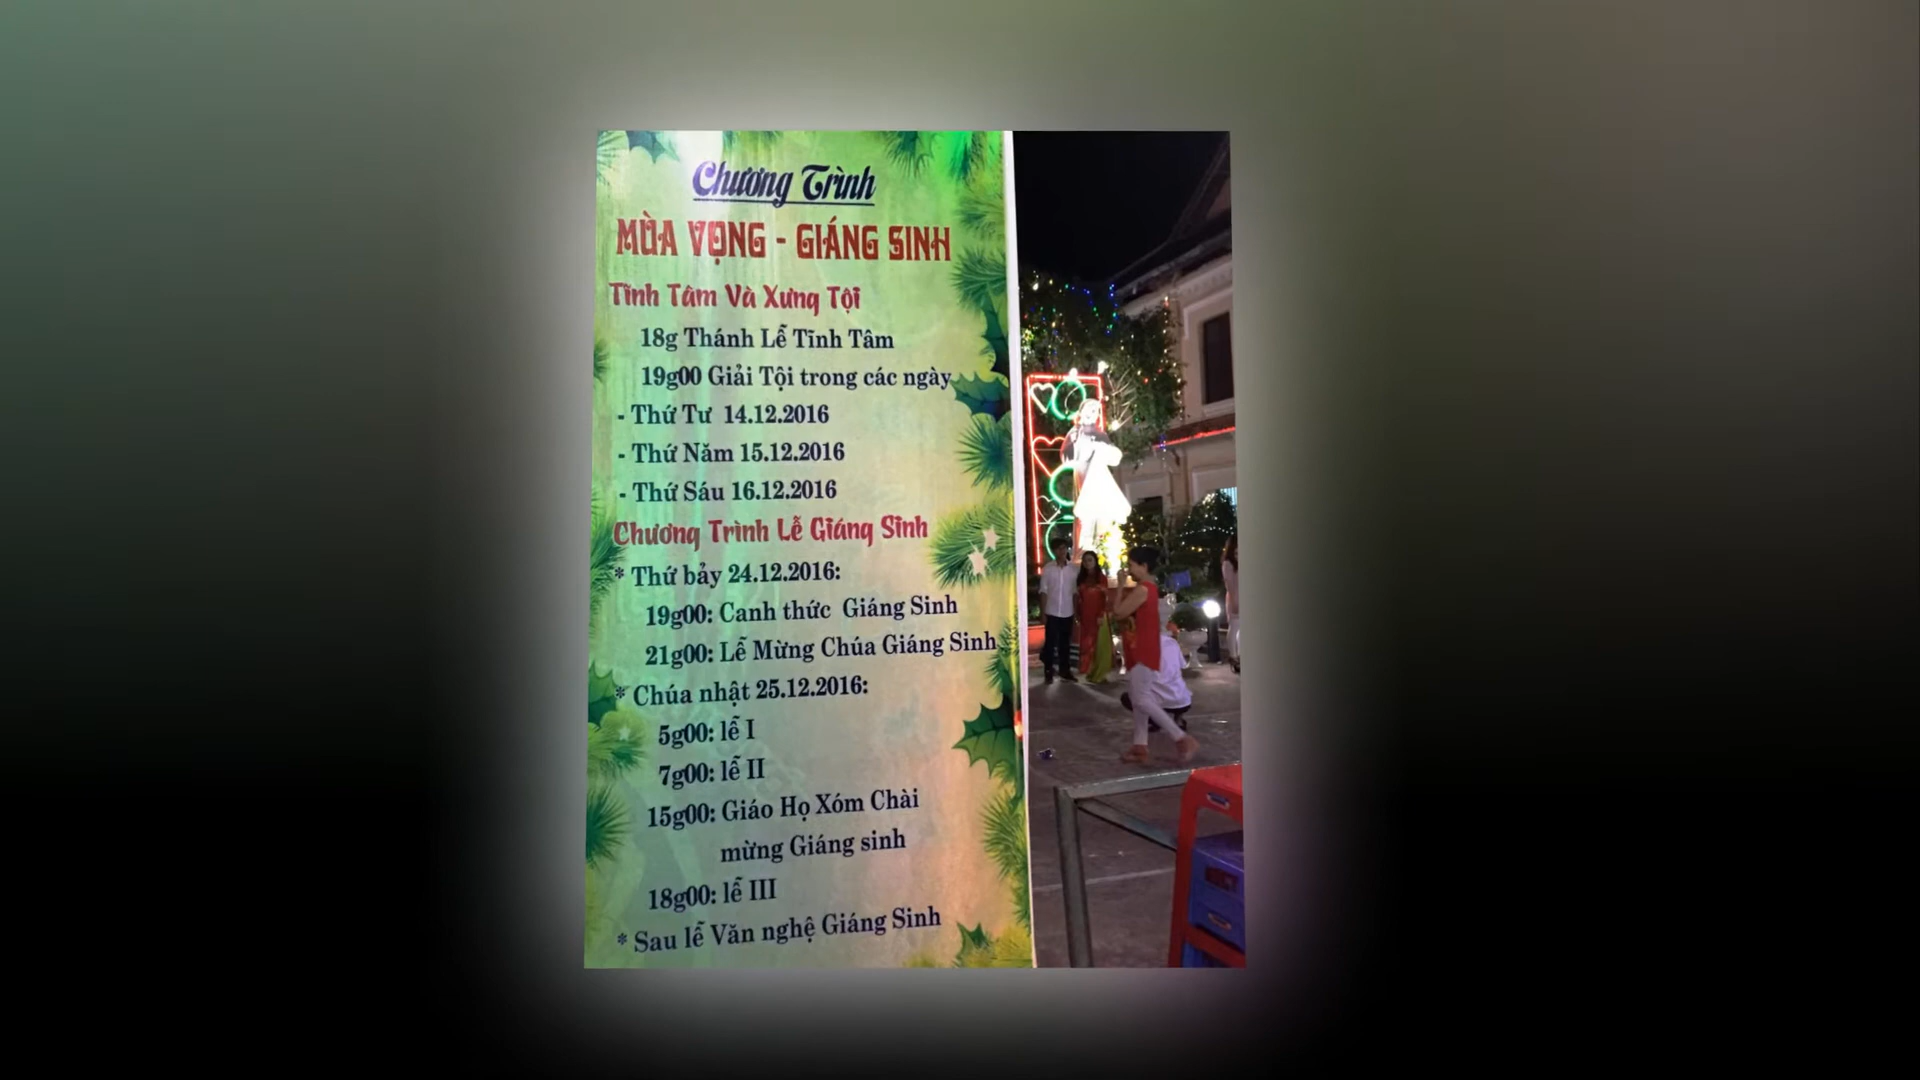 Chương Trình
MÙA VỌNG - GIÁNG SINH
Tĩnh Tâm Và Xưng Tội
18g Thánh Lễ Tĩnh Tâm
19g00 Giải Tội trong các ngày
- Thứ Tư 14.12.2016
- Thứ Năm 15.12.2016
- Thứ Sáu 16.12.2016
Chương Trình Lễ Giáng Sinh
* Thứ bảy 24.12.2016:
19g00: Canh thức Giáng Sinh
21g00: Lễ Mừng Chúa Giáng Sinh
* Chúa nhật 25.12.2016:
5g00: lễ I
7g00: lễ II
15g00: Giáo Họ Xóm Chài
mừng Giáng sinh
18g00: lễ III
* Sau lễ Văn nghệ Giáng Sinh